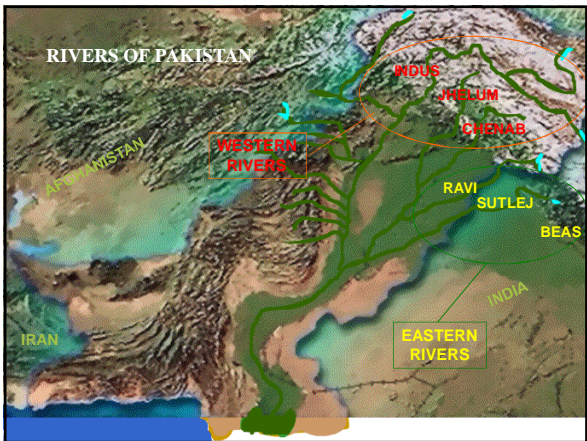 RIVERS OF PAKISTAN
INDUS
JHELUM
CHENAB
WESTERN
RIVERS
AFGHANISTAN
RAVI
SUTLEJ
BEAS
INDIA
EASTERN
RIVERS
IRAN